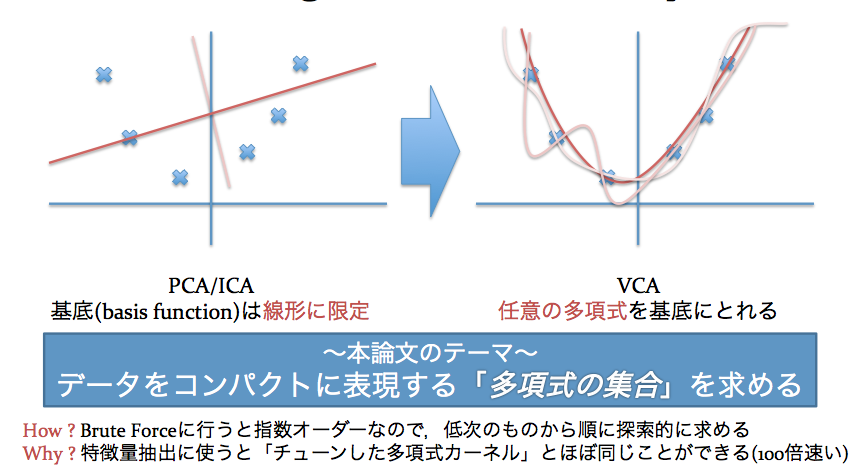 PCA/ICA
基底(basis function)は線形に限定
VCA
任意の多項式を基底にとれる
〜本論文のテーマ〜
データをコンパクトに表現する「多項式の集合」を求める
How ? Brute Forceに行うと指数オーダーなので，低次のものから順に探索的に求める
Why ? 特徴量抽出に使うと「チューンした多項式カーネル」とほぼ同じことができる(100倍速い)